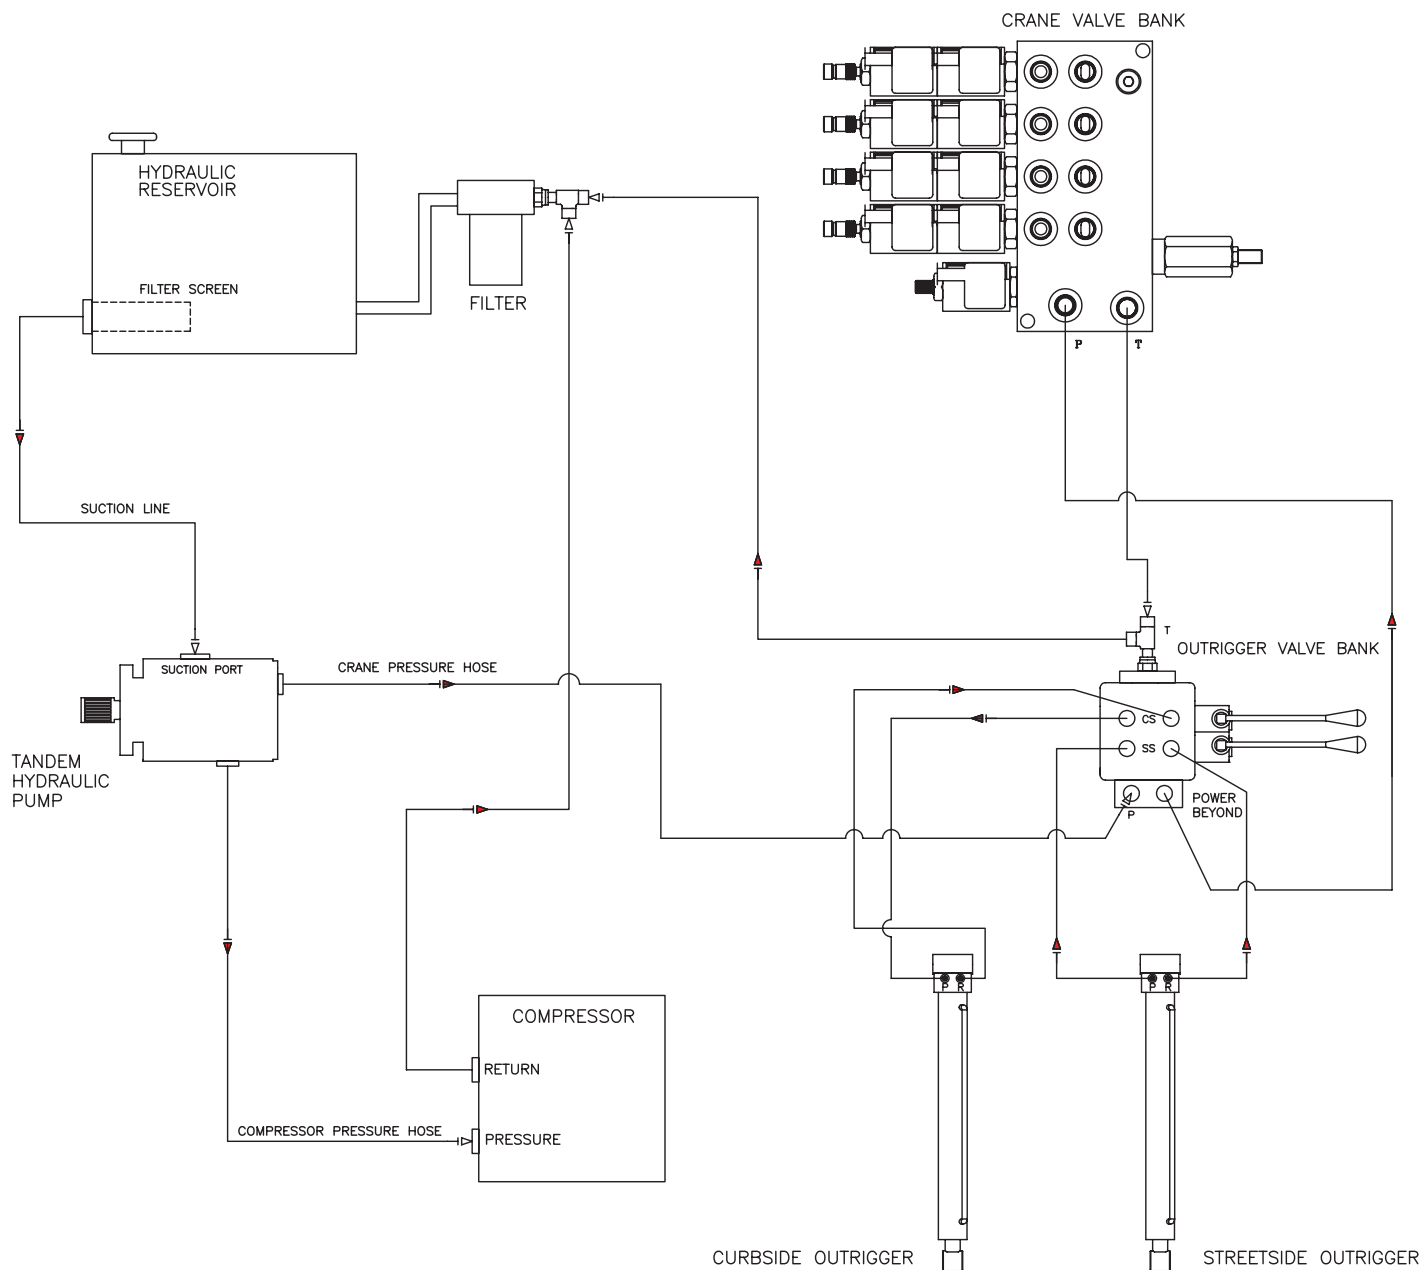 CRANE VALVE BANK
HYDRAULIC
RESERVOIR
FILTER SCREEN
FILTER
P
T
SUCTION LINE
T
OUTRIGGER VALVE BANK
SUCTION PORT
CRANE PRESSURE HOSE
CS
SS
TANDEM
HYDRAULIC
PUMP
POWER
BEYOND
P
P R
P R
COMPRESSOR
RETURN
COMPRESSOR PRESSURE HOSE
PRESSURE
CURBSIDE OUTRIGGER
STREETSIDE OUTRIGGER